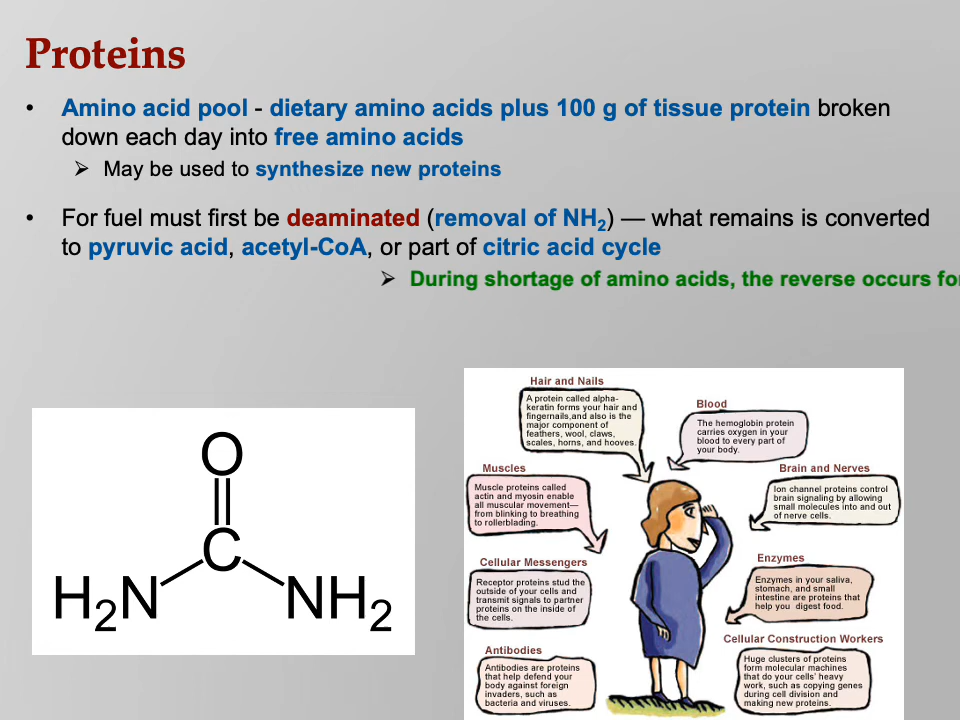 Proteins
• Amino acid pool - dietary amino acids plus 100 g of tissue protein broken
down each day into free amino acids
➢ May be used to synthesize new proteins
• For fuel must first be deaminated (removal of NH₂) — what remains is converted
to pyruvic acid, acetyl-CoA, or part of citric acid cycle
➢ During shortage of amino acids, the reverse occurs for
O
C
H₂N NH₂
Hair and Nails
A protein called alpha-
keratin forms your hair and
fingernails,and also is the
major component of
feathers, wool, claws,
scales, horns, and hooves.
Blood
The hemoglobin protein
carries oxygen in your
blood to every part of
your body.
Muscles
Muscle proteins called
actin and myosin enable
all muscular movement—
from blinking to breathing
to rollerblading.
Brain and Nerves
Ion channel proteins control
brain signaling by allowing
small molecules into and out
of nerve cells.
Cellular Messengers
Receptor proteins stud the
outside of your cells and
transmit signals to partner
proteins on the inside of
the cells.
Enzymes
Enzymes in your saliva,
stomach, and small
intestine are proteins that
help you digest food.
Antibodies
Antibodies are proteins
that help defend your
body against foreign
invaders, such as
bacteria and viruses.
Cellular Construction Workers
Huge clusters of proteins
form molecular machines
that do your cells' heavy
work, such as copying genes
during cell division and
making new proteins.